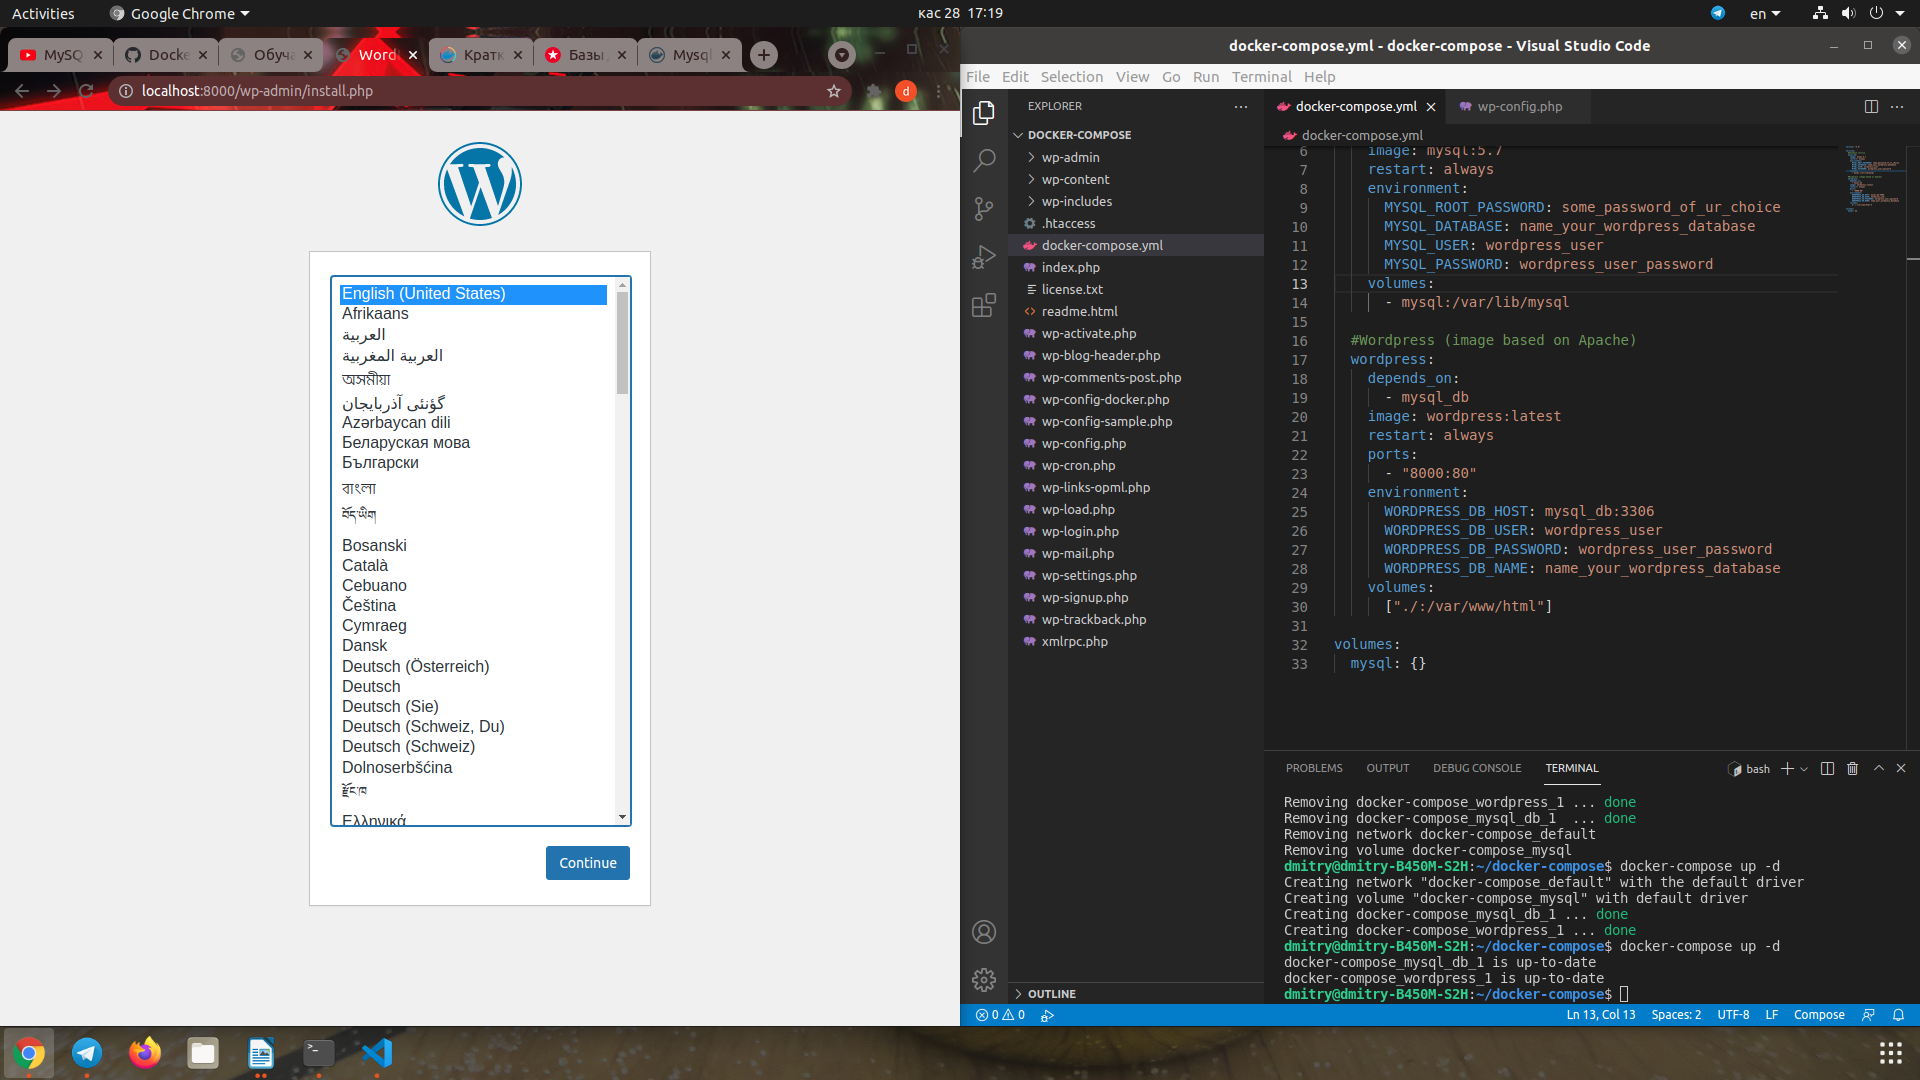 Activities
Google Chrome
кас 28 17:19
en
MySQ
Docke
Обуча
Word
Кратк
Базы
Mysql
localhost:8000/wp-admin/install.php
d
English (United States)
Afrikaans
العربية
العربية المغربية
অসমীয়া
گؤنئی آذربایجان
Azərbaycan dili
Беларуская мова
Български
বাংলা
བོད་ཡིག
Bosanski
Català
Cebuano
Čeština
Cymraeg
Dansk
Deutsch (Österreich)
Deutsch
Deutsch (Sie)
Deutsch (Schweiz, Du)
Deutsch (Schweiz)
Dolnoserbšćina
རྫོང་ཁ
Ελληνικά
Continue
docker-compose.yml - docker-compose - Visual Studio Code
File Edit Selection View Go Run Terminal Help
EXPLORER
DOCKER-COMPOSE
wp-admin
wp-content
wp-includes
.htaccess
docker-compose.yml
index.php
license.txt
readme.html
wp-activate.php
wp-blog-header.php
wp-comments-post.php
wp-config-docker.php
wp-config-sample.php
wp-config.php
wp-cron.php
wp-links-opml.php
wp-load.php
wp-login.php
wp-mail.php
wp-settings.php
wp-signup.php
wp-trackback.php
xmlrpc.php
OUTLINE
docker-compose.yml
wp-config.php
docker-compose.yml
6 image: mysql:5.7
7 restart: always
8 environment:
9 MYSQL_ROOT_PASSWORD: some_password_of_ur_choice
10 MYSQL_DATABASE: name_your_wordpress_database
11 MYSQL_USER: wordpress_user
12 MYSQL_PASSWORD: wordpress_user_password
13 volumes:
14 - mysql:/var/lib/mysql
15
16 #Wordpress (image based on Apache)
17 wordpress:
18 depends_on:
19 - mysql_db
20 image: wordpress:latest
21 restart: always
22 ports:
23 - "8000:80"
24 environment:
25 WORDPRESS_DB_HOST: mysql_db:3306
26 WORDPRESS_DB_USER: wordpress_user
27 WORDPRESS_DB_PASSWORD: wordpress_user_password
28 WORDPRESS_DB_NAME: name_your_wordpress_database
29 volumes:
30 ["./:/var/www/html"]
31
32 volumes:
33 mysql: {}
PROBLEMS OUTPUT DEBUG CONSOLE TERMINAL
bash
Removing docker-compose_wordpress_1 ... done
Removing docker-compose_mysql_db_1 ... done
Removing network docker-compose_default
Removing volume docker-compose_mysql
dmitry@dmitry-B450M-S2H:~/docker-compose$ docker-compose up -d
Creating network "docker-compose_default" with the default driver
Creating volume "docker-compose_mysql" with default driver
Creating docker-compose_mysql_db_1 ... done
Creating docker-compose_wordpress_1 ... done
dmitry@dmitry-B450M-S2H:~/docker-compose$ docker-compose up -d
docker-compose_mysql_db_1 is up-to-date
docker-compose_wordpress_1 is up-to-date
dmitry@dmitry-B450M-S2H:~/docker-compose$
0 0
Ln 13, Col 13 Spaces: 2 UTF-8 LF Compose